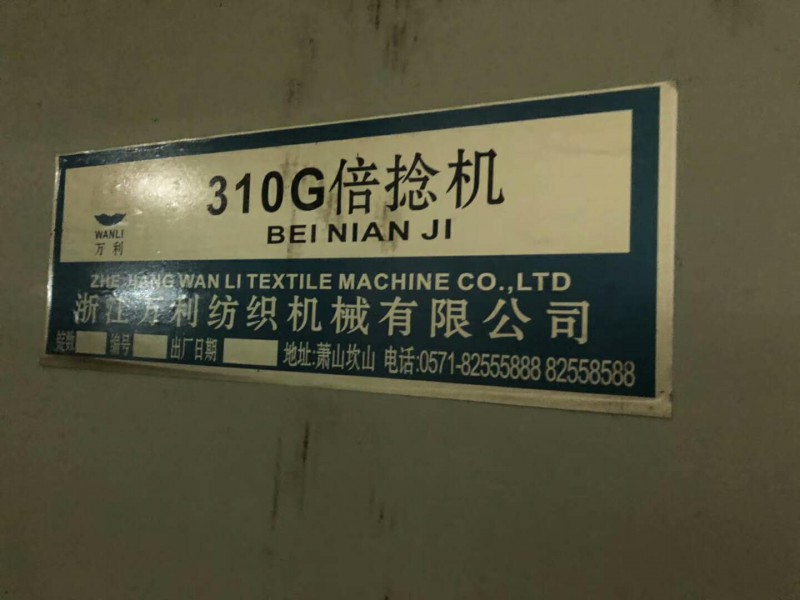 310G倍捻机
BEI NIAN JI
WANLI
万利
ZHE JIANG WAN LI TEXTILE MACHINE CO.,LTD
浙江万利纺织机械有限公司
锭数 编号 出厂日期 地址:萧山坎山 电话:0571-82555888 82558588